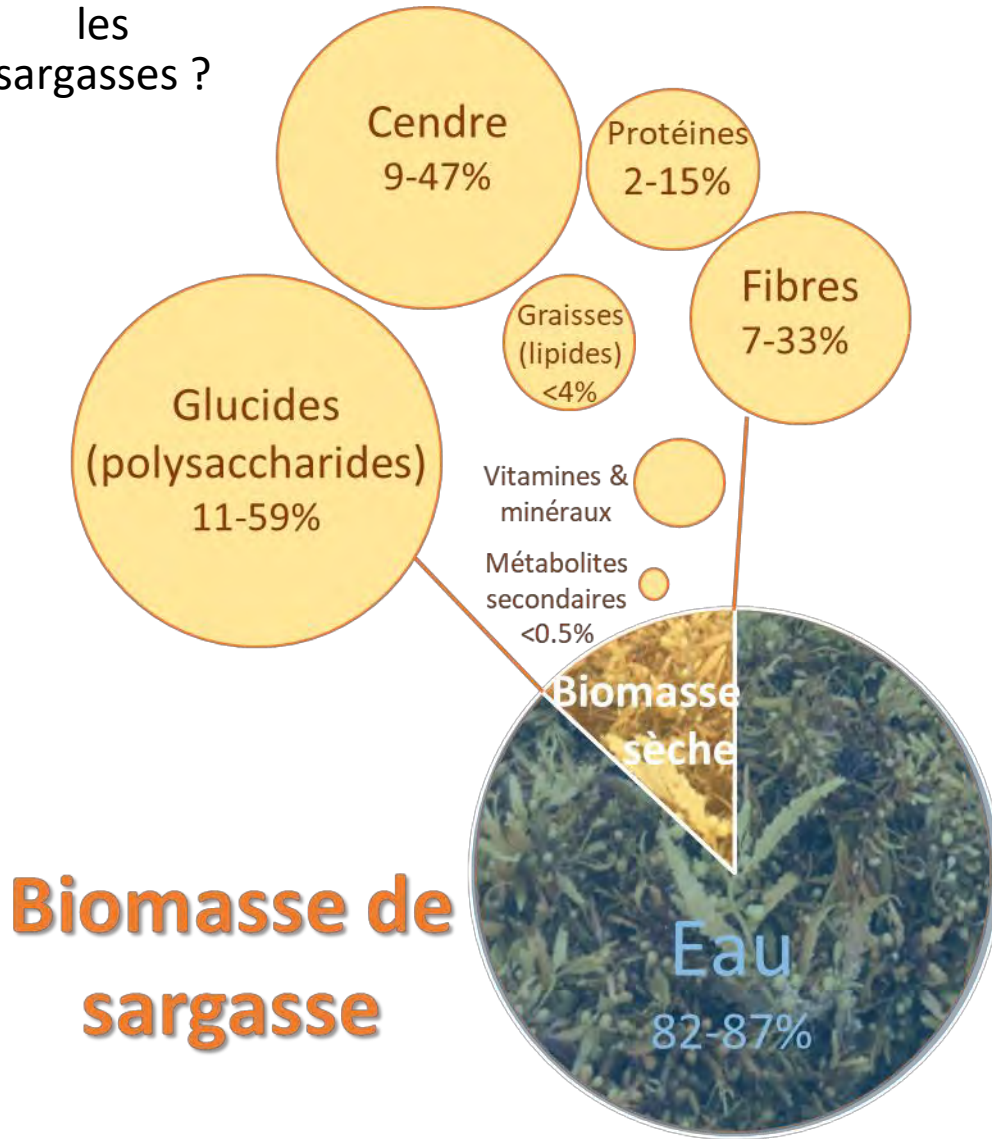 les
sargasses ?
Cendre
9-47%
Protéines
2-15%
Fibres
7-33%
Graisses
(lipides)
<4%
Glucides
(polysaccharides)
11-59%
Vitamines &
minéraux
Métabolites
secondaires
<0.5%
Biomasse
sèche
Biomasse de
sargasse
Eau
82-87%